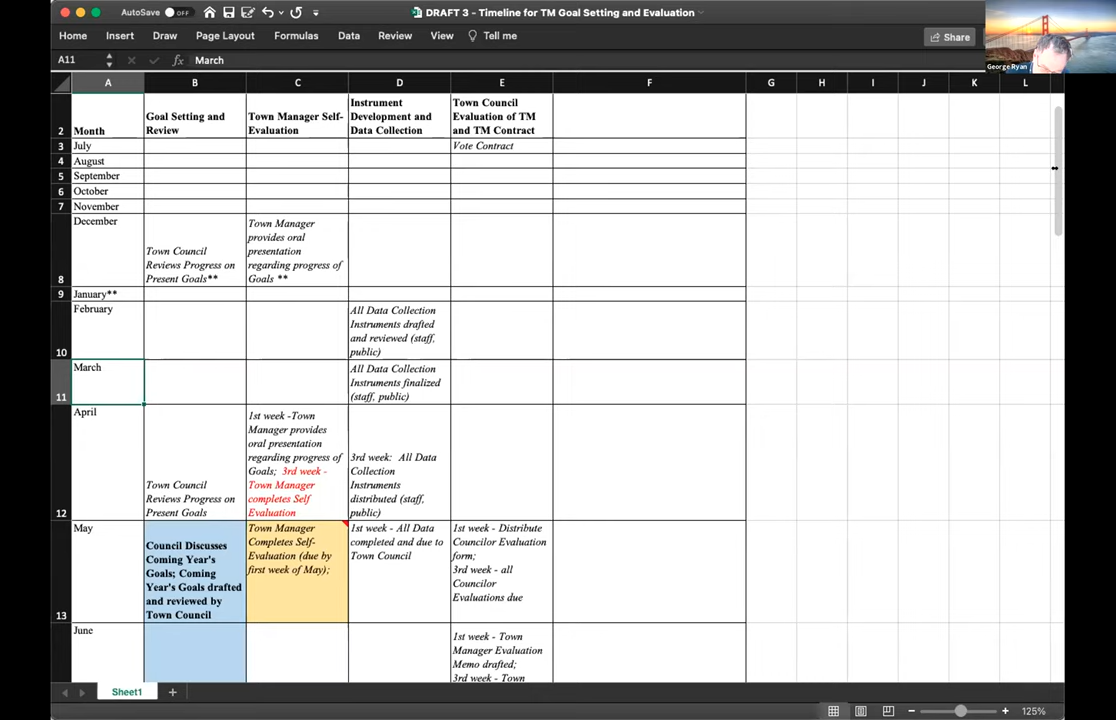 AutoSave OFF
DRAFT 3 - Timeline for TM Goal Setting and Evaluation
Home Insert Draw Page Layout Formulas Data Review View Tell me
Share
George Ryan
A11 fx March
A B C D E F G H I J K L
2
Month
Goal Setting and
Review
Town Manager Self-
Evaluation
Instrument
Development and
Data Collection
Town Council
Evaluation of TM
and TM Contract
3 July
Vote Contract
4 August
5 September
6 October
7 November
8
December
Town Council
Reviews Progress on
Present Goals**
Town Manager
provides oral
presentation
regarding progress of
Goals **
9 January**
10
February
All Data Collection
Instruments drafted
and reviewed (staff,
public)
11
March
All Data Collection
Instruments finalized
(staff, public)
12
April
Town Council
Reviews Progress on
Present Goals
1st week -Town
Manager provides
oral presentation
regarding progress of
Goals; 3rd week -
Town Manager
completes Self
Evaluation
3rd week: All Data
Collection
Instruments
distributed (staff,
public)
13
May
Council Discusses
Coming Year's
Goals; Coming
Year's Goals drafted
and reviewed by
Town Council
Town Manager
Completes Self-
Evaluation (due by
first week of May);
1st week - All Data
completed and due to
Town Council
1st week - Distribute
Councilor Evaluation
form;
3rd week - all
Councilor
Evaluations due
June
1st week - Town
Manager Evaluation
Memo drafted;
3rd week - Town
Sheet1
125%